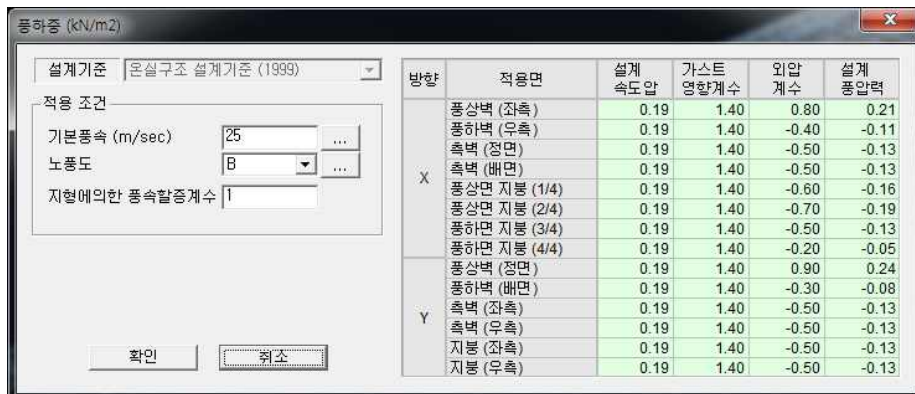 풍하중 (kN/m2)
설계기준 온실구조 설계기준 (1999)
적용 조건
기본풍속 (m/sec) 25 ...
노풍도 B ...
지형에의한 풍속할증계수 1
확인 취소
방향 적용면 설계 속도압 가스트 영향계수 외압 계수 설계 풍압력
X
풍상벽 (좌측) 0.19 1.40 0.80 0.21
풍하벽 (우측) 0.19 1.40 -0.40 -0.11
측벽 (정면) 0.19 1.40 -0.50 -0.13
측벽 (배면) 0.19 1.40 -0.50 -0.13
풍상면 지붕 (1/4) 0.19 1.40 -0.60 -0.16
풍상면 지붕 (2/4) 0.19 1.40 -0.70 -0.19
풍하면 지붕 (3/4) 0.19 1.40 -0.50 -0.13
풍하면 지붕 (4/4) 0.19 1.40 -0.20 -0.05
Y
풍상벽 (정면) 0.19 1.40 0.90 0.24
풍하벽 (배면) 0.19 1.40 -0.30 -0.08
측벽 (좌측) 0.19 1.40 -0.50 -0.13
측벽 (우측) 0.19 1.40 -0.50 -0.13
지붕 (좌측) 0.19 1.40 -0.50 -0.13
지붕 (우측) 0.19 1.40 -0.50 -0.13